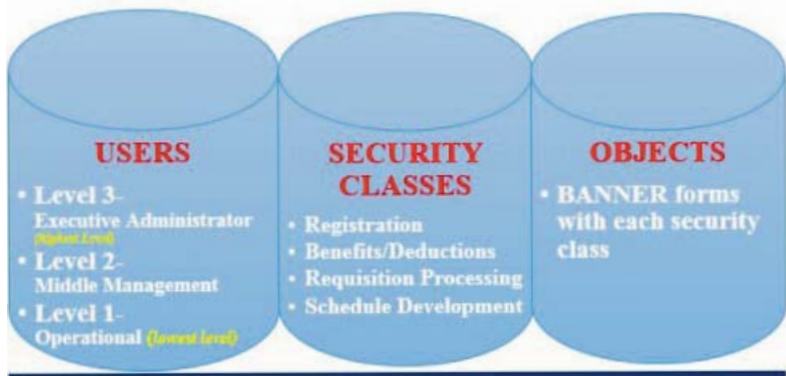 USERS
• Level 3-
Executive Administrator
(highest Level)
• Level 2-
Middle Management
• Level 1-
Operational (lowest level)
SECURITY
CLASSES
• Registration
• Benefits/Deductions
• Requisition Processing
• Schedule Development
OBJECTS
• BANNER forms
with each security
class